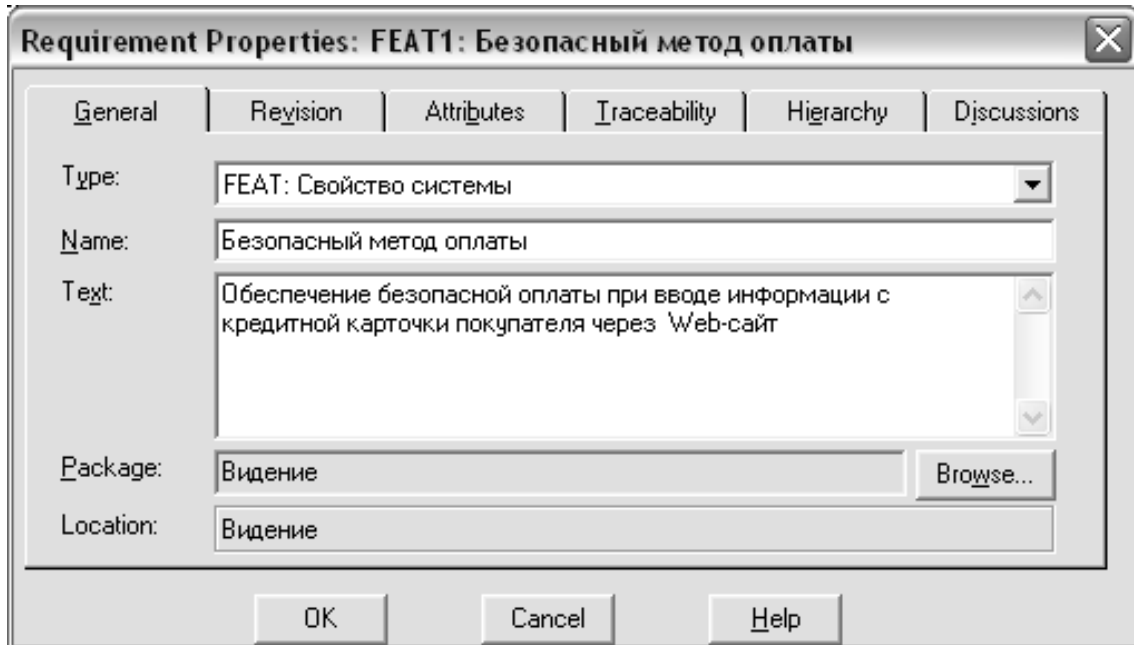 Requirement Properties: FEAT1: Безопасный метод оплаты
General Revision Attributes Traceability Hierarchy Discussions
Type: FEAT: Свойство системы
Name: Безопасный метод оплаты
Text: Обеспечение безопасной оплаты при вводе информации с
кредитной карточки покупателя через Web-сайт
Package: Видение Browse...
Location: Видение
OK Cancel Help